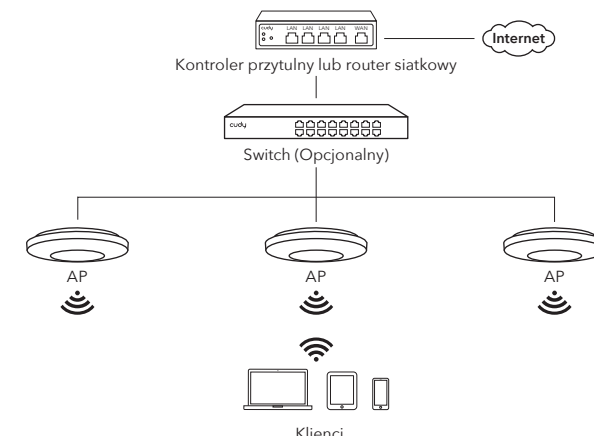 cudy LAN LAN LAN LAN WAN
Internet
Kontroler przytulny lub router siatkowy
cudy
Switch (Opcjonalny)
AP AP AP
Klienci